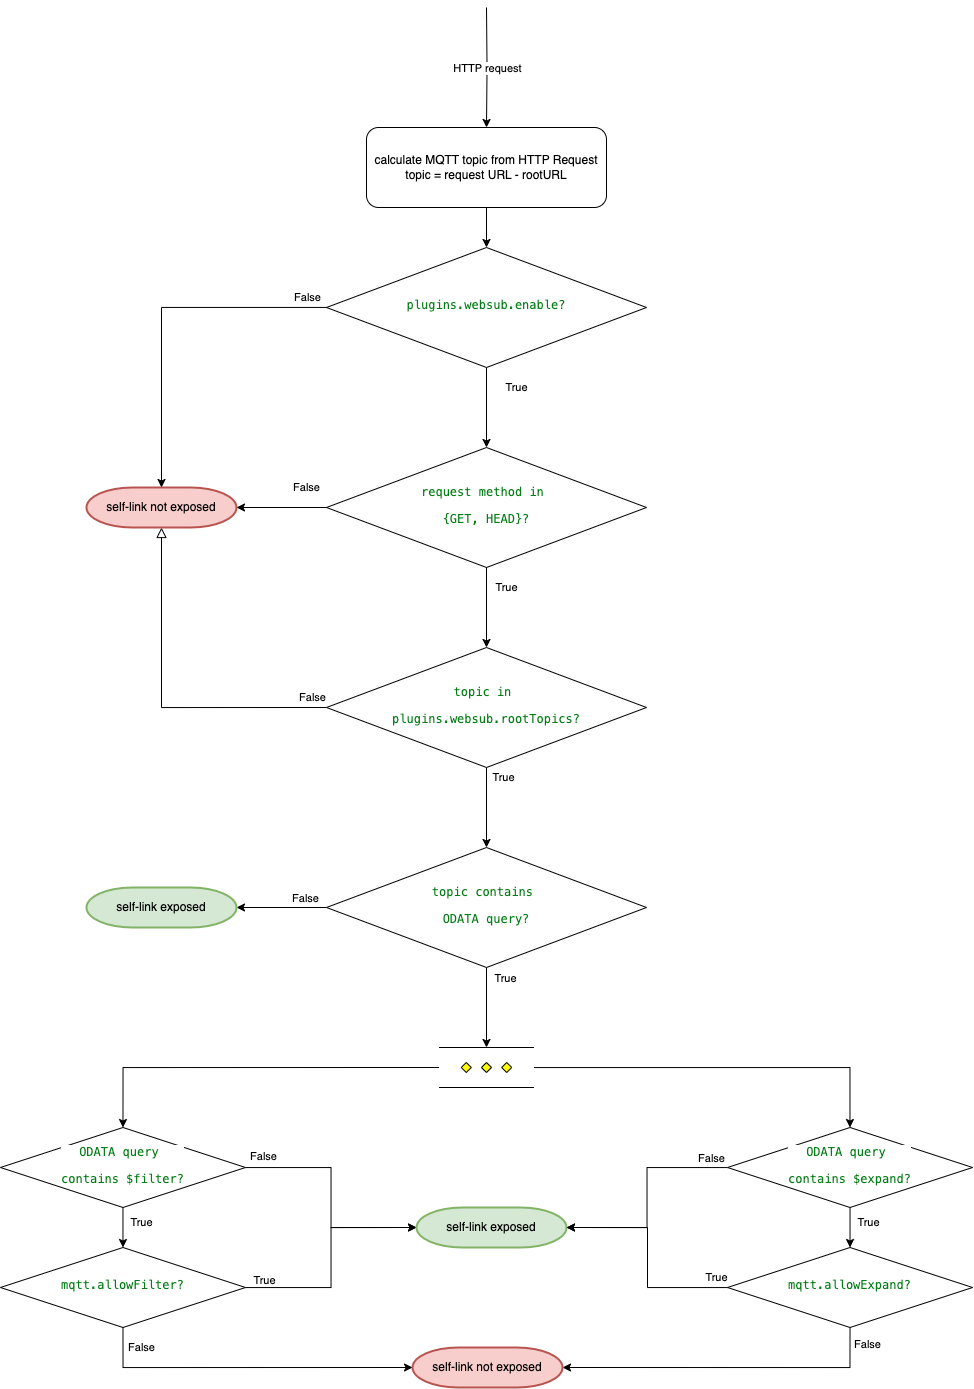 HTTP request
calculate MQTT topic from HTTP Request
topic = request URL - rootURL
False
plugins.websub.enable?
True
False
request method in
{GET, HEAD}?
self-link not exposed
True
False
topic in
plugins.websub.rootTopics?
True
False
topic contains
ODATA query?
self-link exposed
True
ODATA query
contains $filter?
False
False
ODATA query
contains $expand?
True
self-link exposed
True
mqtt.allowFilter?
True
True
mqtt.allowExpand?
False
self-link not exposed
False